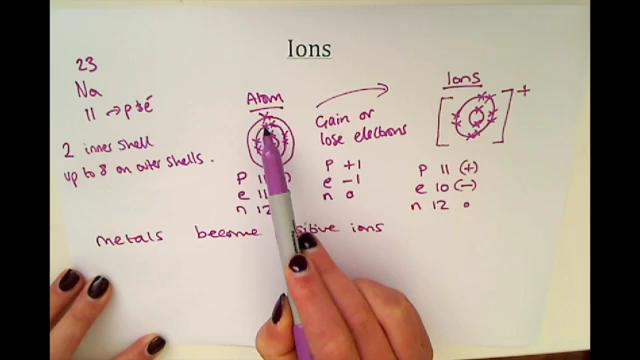 Ions
23
Na
11 → p & é
2 inner shell
up to 8 on outer shells.
Atom
p 11
e 11
n 12
Gain or
lose electrons
p +1
e -1
n 0
Ions
+
p 11 (+)
e 10 (-)
n 12 0
metals become ions